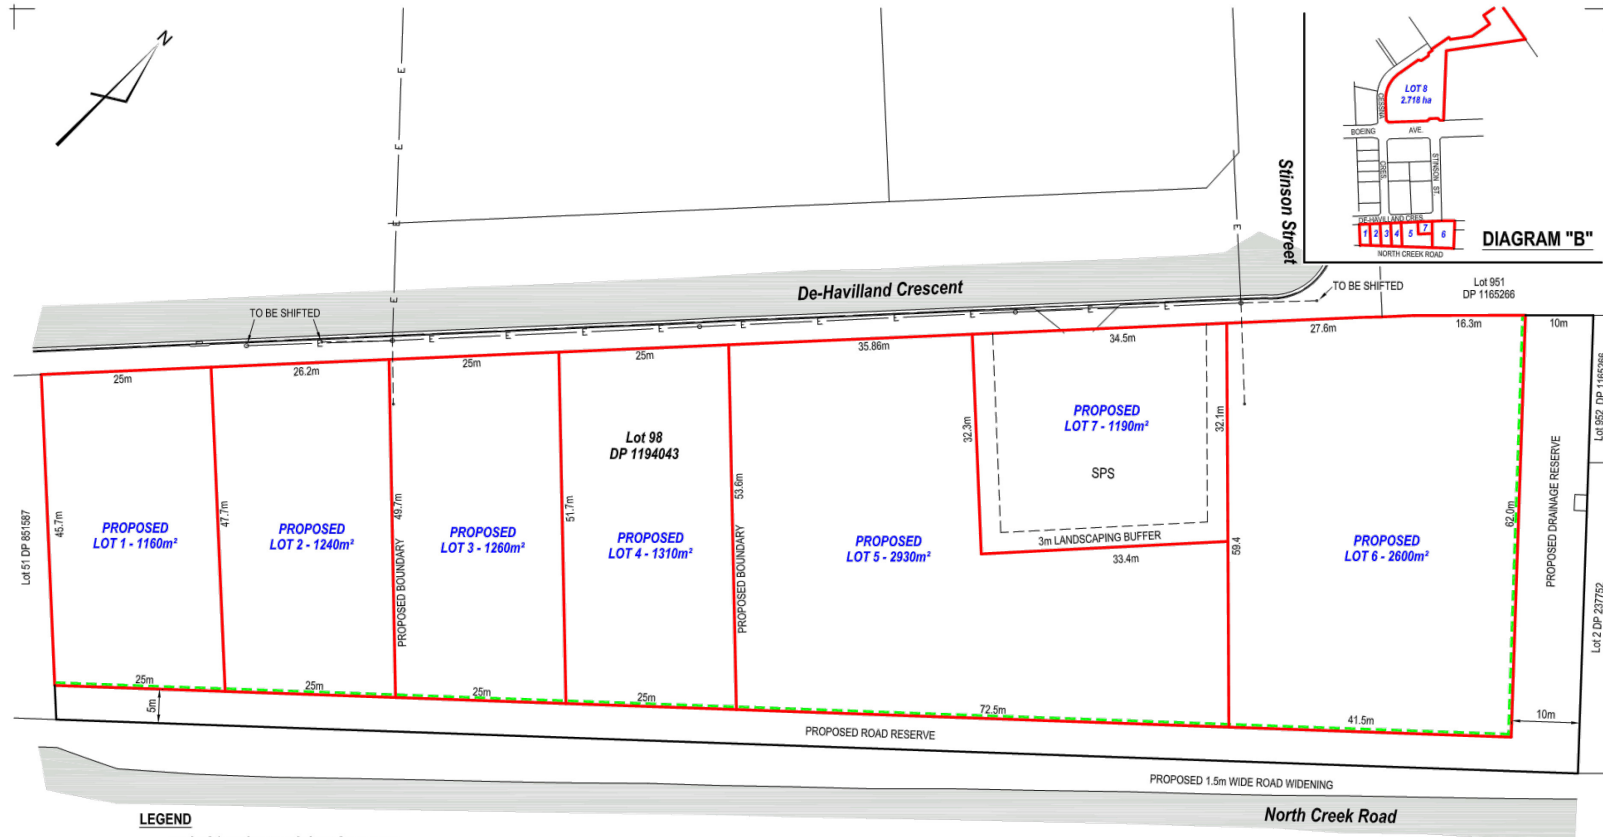 N
E
E
E
E
E
LOT 8
2.718 ha
CESSNA
BOEING
AVE.
CRES
STINSON ST.
DE-HAVILLAND CRES.
1
2
3
4
5
7
6
NORTH CREEK ROAD
DIAGRAM "B"
Stinson Street
De-Havilland Crescent
TO BE SHIFTED
TO BE SHIFTED
Lot 951
DP 1165266
E
E
E
E
E
E
E
E
E
E
25m
26.2m
25m
25m
35.86m
34.5m
27.6m
16.3m
10m
Lot 51 DP 851587
45.7m
PROPOSED
LOT 1 - 1160m²
47.7m
PROPOSED
LOT 2 - 1240m²
49.7m
PROPOSED BOUNDARY
PROPOSED
LOT 3 - 1260m²
51.7m
Lot 98
DP 1194043
PROPOSED
LOT 4 - 1310m²
53.6m
PROPOSED BOUNDARY
PROPOSED
LOT 5 - 2930m²
32.3m
PROPOSED
LOT 7 - 1190m²
SPS
3m LANDSCAPING BUFFER
33.4m
32.1m
59.4
PROPOSED
LOT 6 - 2600m²
62.0m
PROPOSED DRAINAGE RESERVE
Lot 952 DP 1165266
Lot 2 DP 237752
25m
25m
25m
25m
72.5m
41.5m
10m
5m
PROPOSED ROAD RESERVE
PROPOSED 1.5m WIDE ROAD WIDENING
North Creek Road
LEGEND